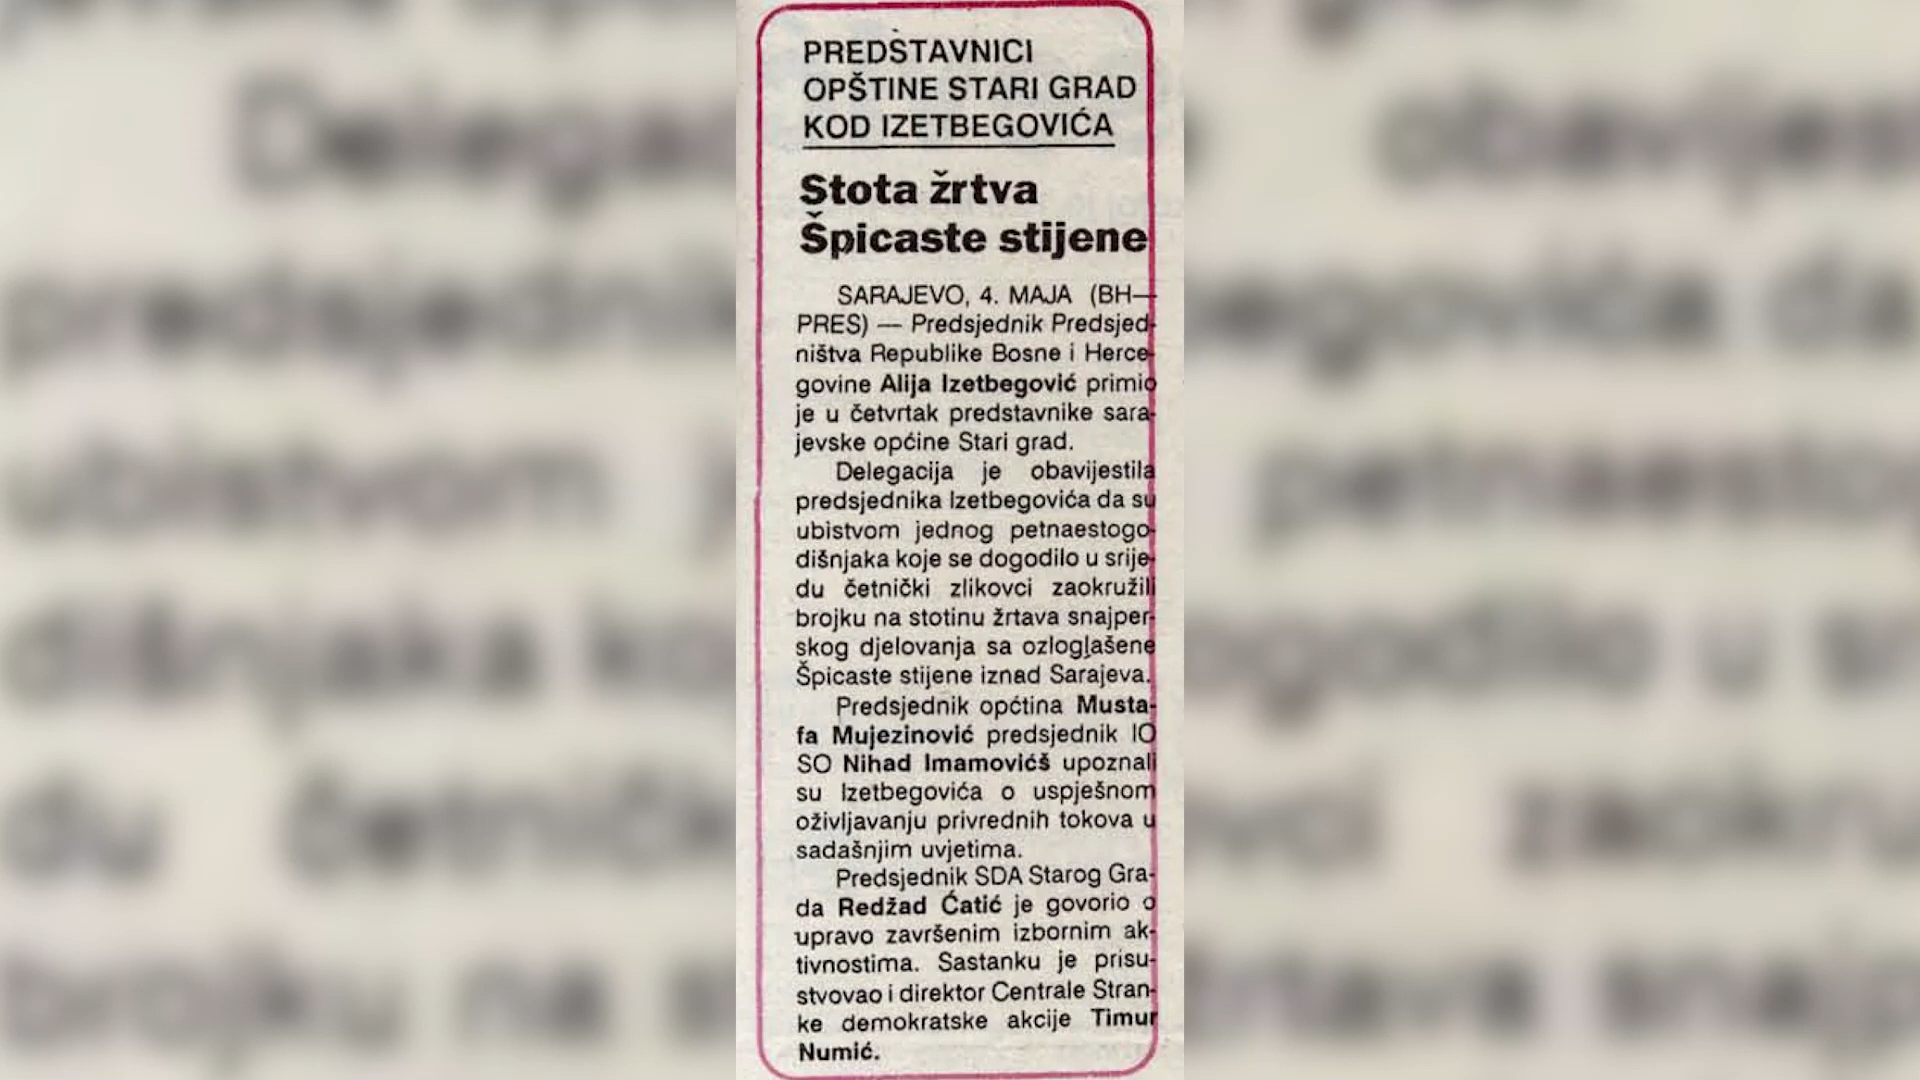 PREDSTAVNICI
OPŠTINE STARI GRAD
KOD IZETBEGOVIĆA
Stota žrtva
Špicaste stijene
SARAJEVO, 4. MAJA (BH—
PRES) — Predsjednik Predsjed-
ništva Republike Bosne i Herce-
govine Alija Izetbegović primio
je u četvrtak predstavnike sara-
jevske općine Stari grad.
Delegacija je obavijestila
predsjednika Izetbegovića da su
ubistvom jednog petnaestogo-
dišnjaka koje se dogodilo u srije-
du četnički zlikovci zaokružili
brojku na stotinu žrtava snajper-
skog djelovanja sa ozloglašene
Špicaste stijene iznad Sarajeva.
Predsjednik općtina Musta-
fa Mujezinović predsjednik IO
SO Nihad Imamovićš upoznali
su Izetbegovića o uspješnom
oživljavanju privrednih tokova u
sadašnjim uvjetima.
Predsjednik SDA Starog Gra-
da Redžad Ćatić je govorio o
upravo završenim izbornim ak-
tivnostima. Sastanku je prisu-
stvovao i direktor Centrale Stran-
ke demokratske akcije Timur
Numić.